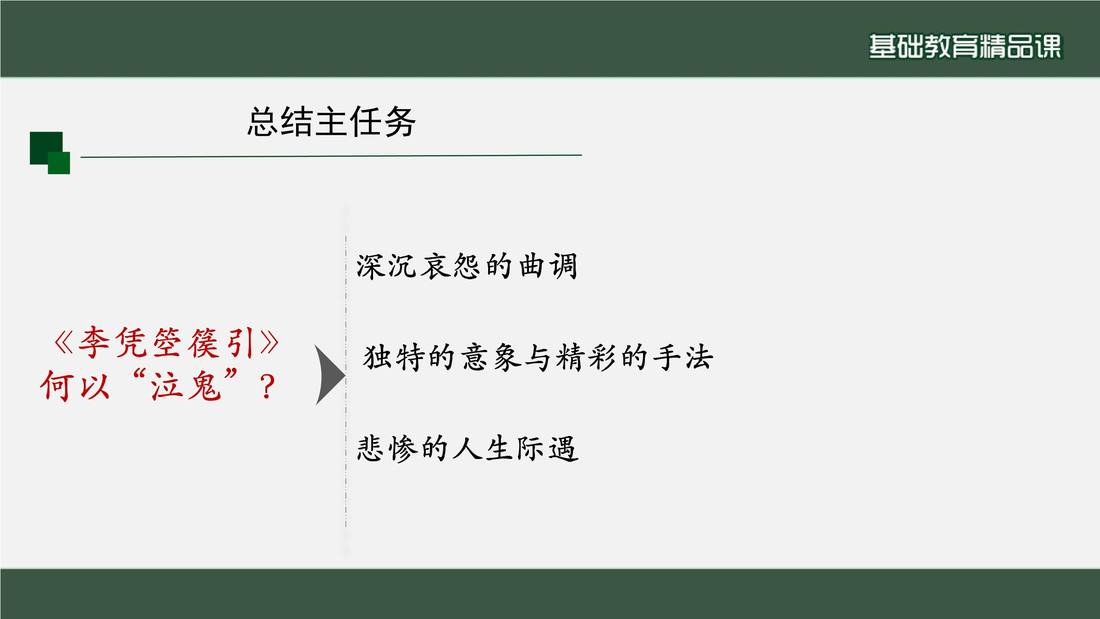 基础教育精品课
总结主任务
深沉哀怨的曲调
《李凭箜篌引》
何以“泣鬼”?
独特的意象与精彩的手法
悲惨的人生际遇